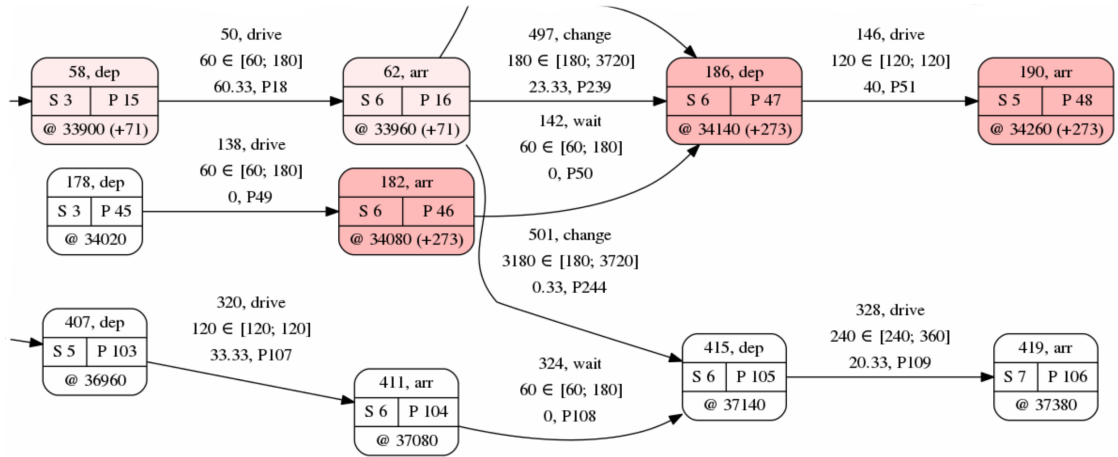 50, drive
60 ∈ [60; 180]
60.33, P18
497, change
180 ∈ [180; 3720]
23.33, P239
146, drive
120 ∈ [120; 120]
40, P51
58, dep
S 3 P 15
@ 33900 (+71)
62, arr
S 6 P 16
@ 33960 (+71)
186, dep
S 6 P 47
@ 34140 (+273)
190, arr
S 5 P 48
@ 34260 (+273)
138, drive
60 ∈ [60; 180]
0, P49
142, wait
60 ∈ [60; 180]
0, P50
178, dep
S 3 P 45
@ 34020
182, arr
S 6 P 46
@ 34080 (+273)
501, change
3180 ∈ [180; 3720]
0.33, P244
320, drive
120 ∈ [120; 120]
33.33, P107
328, drive
240 ∈ [240; 360]
20.33, P109
407, dep
S 5 P 103
@ 36960
324, wait
60 ∈ [60; 180]
0, P108
415, dep
S 6 P 105
@ 37140
419, arr
S 7 P 106
@ 37380
411, arr
S 6 P 104
@ 37080